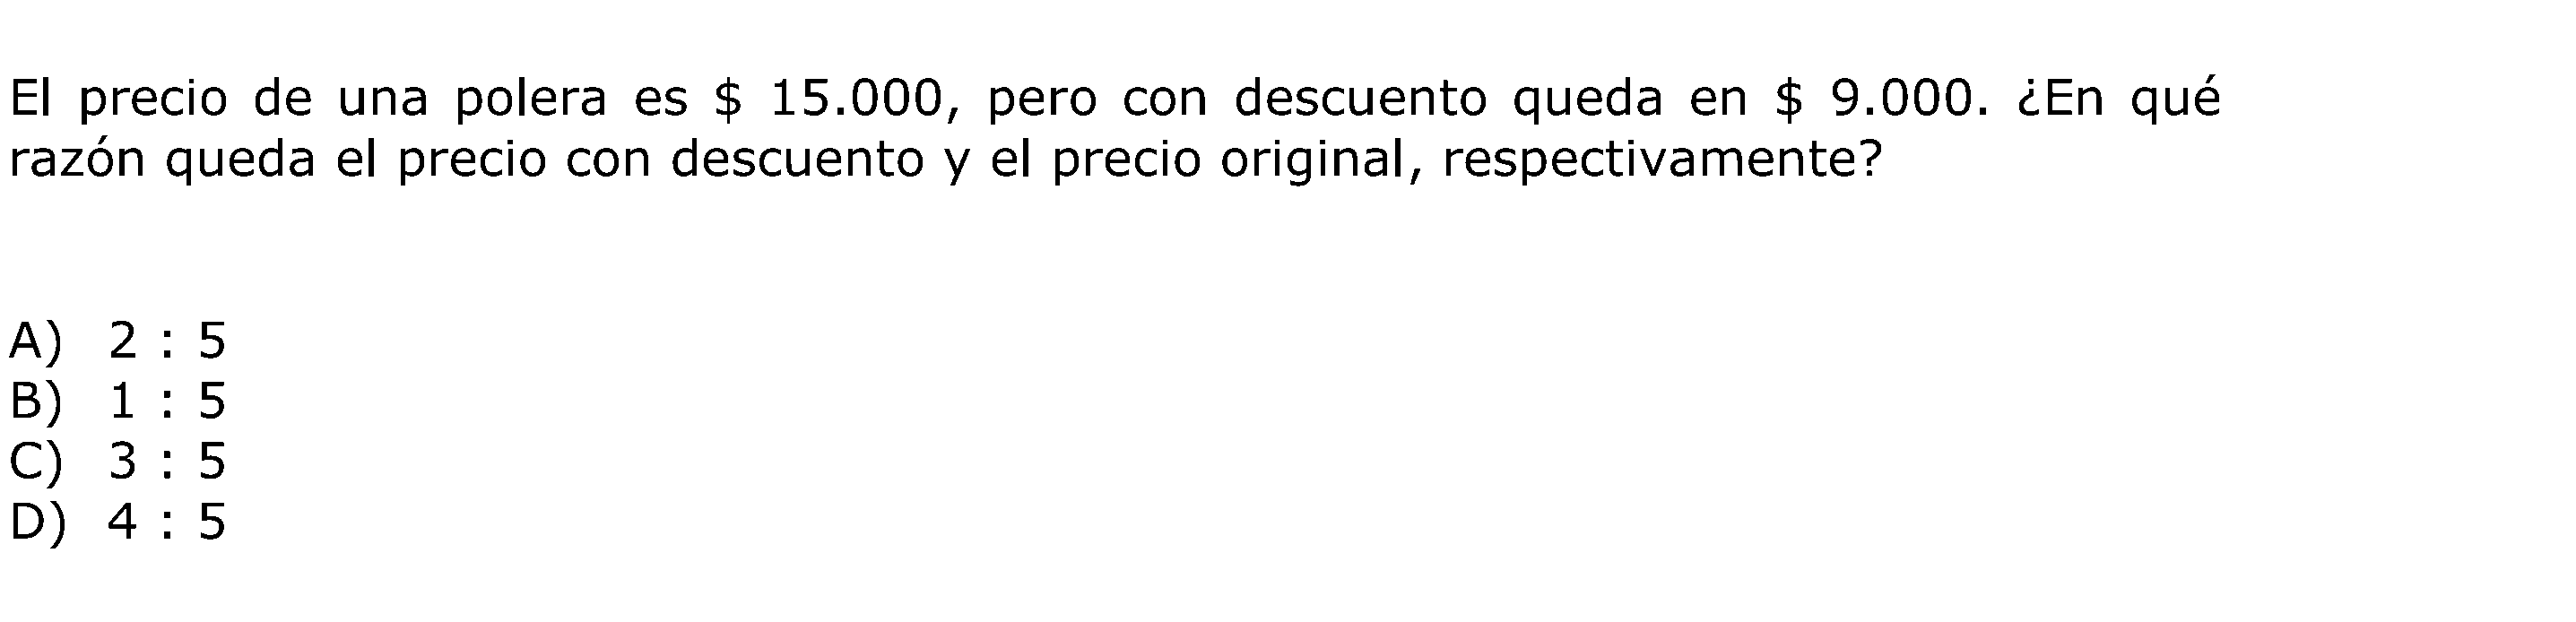 El precio de una polera es $ 15.000, pero con descuento queda en $ 9.000. ¿En qué
razón queda el precio con descuento y el precio original, respectivamente?
A) 2 : 5
B) 1 : 5
C) 3 : 5
D) 4 : 5